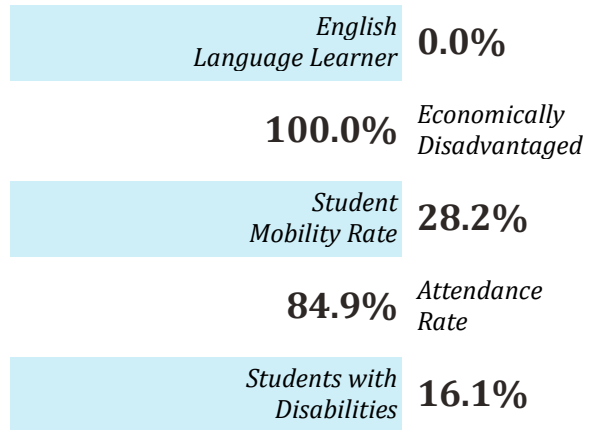 English
Language Learner
0.0%
100.0%
Economically
Disadvantaged
Student
Mobility Rate
28.2%
84.9%
Attendance
Rate
Students with
Disabilities
16.1%